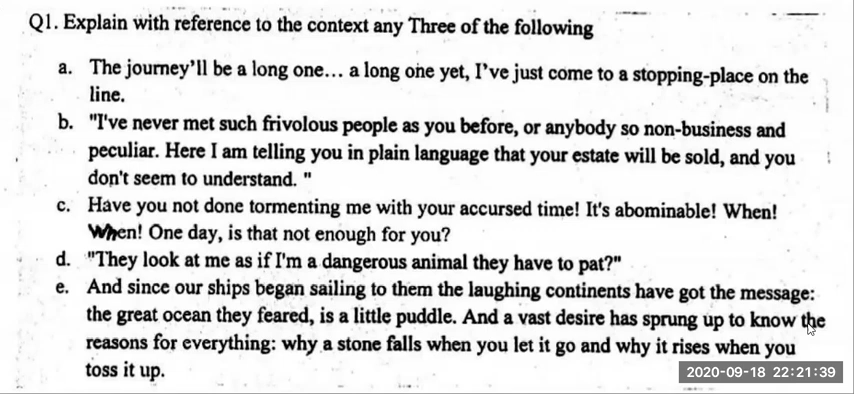 Q1. Explain with reference to the context any Three of the following
a. The journey'll be a long one... a long one yet, I've just come to a stopping-place on the
line.
b. "I've never met such frivolous people as you before, or anybody so non-business and
peculiar. Here I am telling you in plain language that your estate will be sold, and you
don't seem to understand. "
c. Have you not done tormenting me with your accursed time! It's abominable! When!
When! One day, is that not enough for you?
d. "They look at me as if I'm a dangerous animal they have to pat?"
e. And since our ships began sailing to them the laughing continents have got the message:
the great ocean they feared, is a little puddle. And a vast desire has sprung up to know the
reasons for everything: why a stone falls when you let it go and why it rises when you
toss it up.
2020-09-18 22:21:39